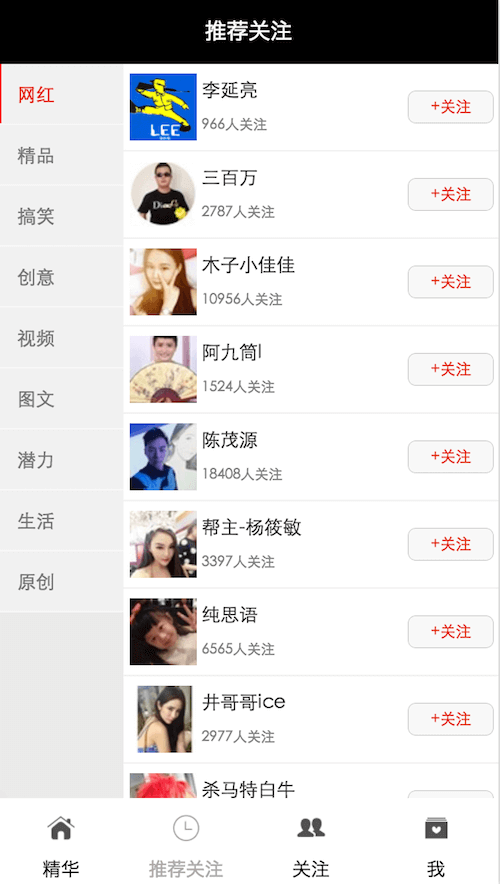 推荐关注
网红
精品
搞笑
创意
视频
图文
潜力
生活
原创
LEE
李延亮
966人关注
+关注
三百万
2787人关注
+关注
木子小佳佳
10956人关注
+关注
阿九筒l
1524人关注
+关注
陈茂源
18408人关注
+关注
帮主-杨筱敏
3397人关注
+关注
纯思语
6565人关注
+关注
井哥哥ice
2977人关注
+关注
杀马特白牛
精华
推荐关注
关注
我